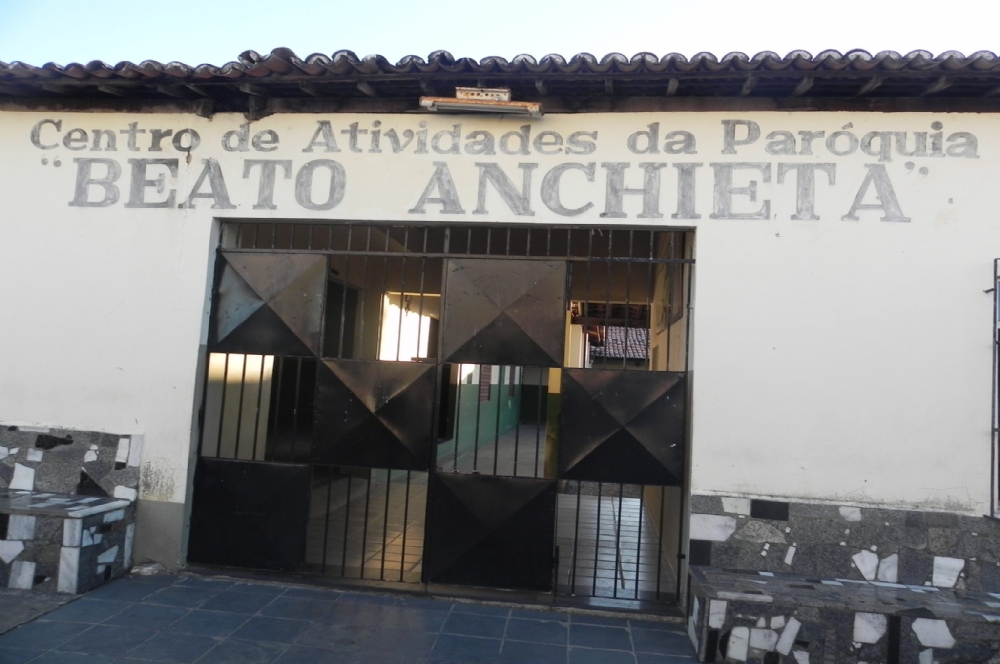 Centro de Atividades da Paróquia
"BEATO ANCHIETA"